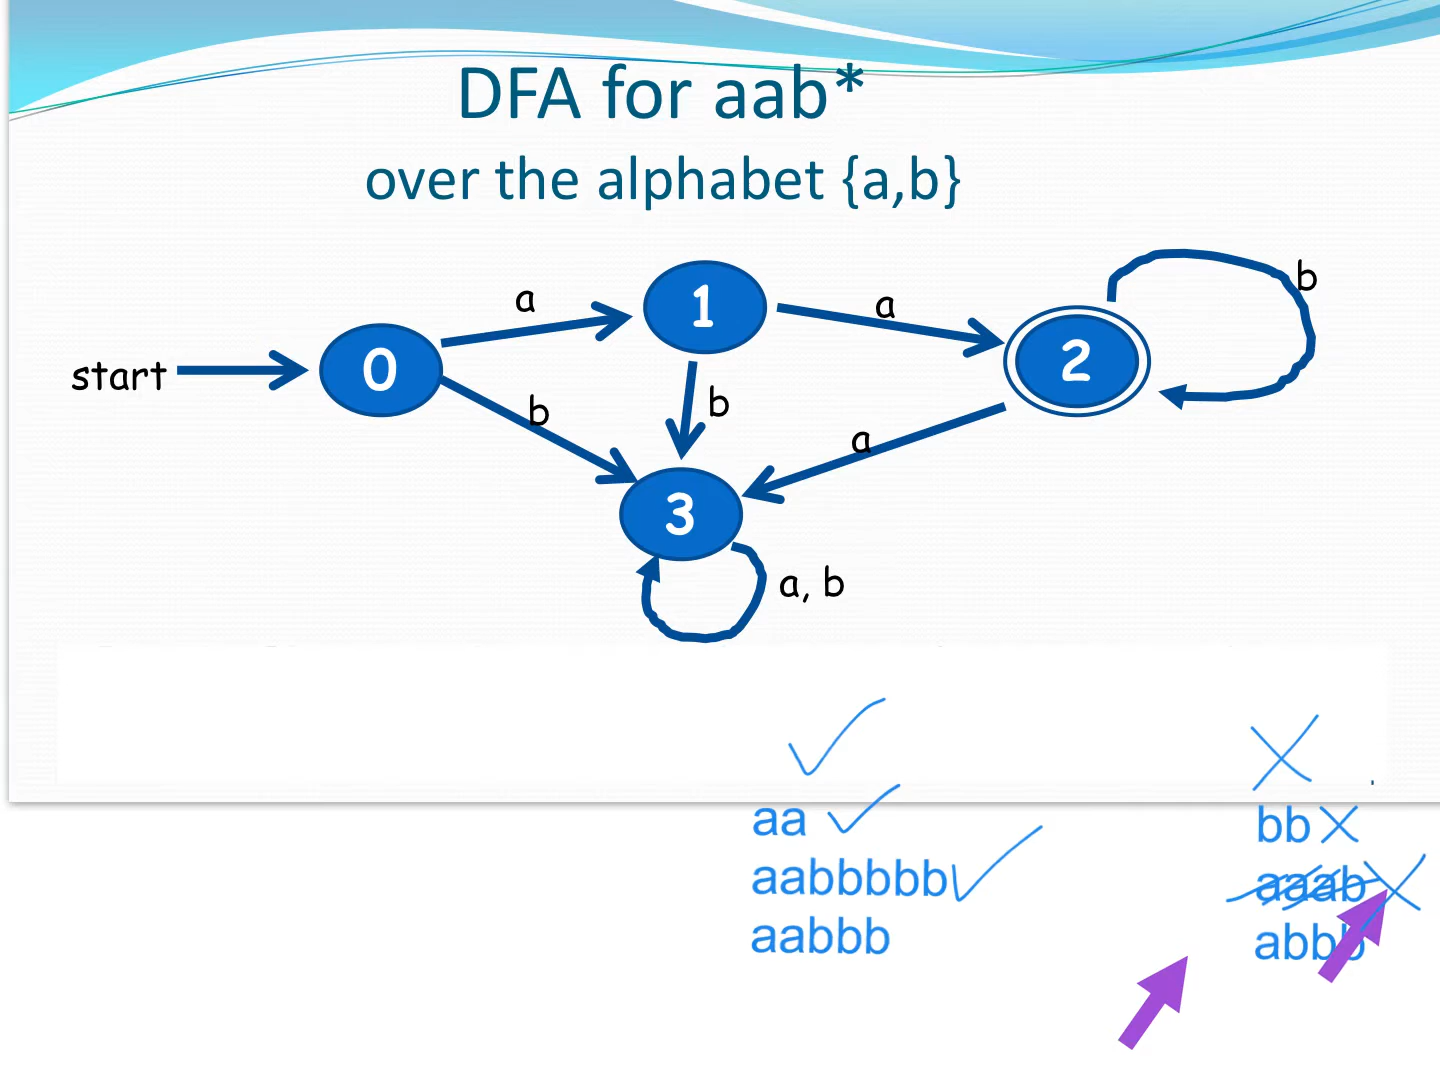 DFA for aab*
over the alphabet {a,b}
b
1
a
a
0
2
start
b
b
a
3
a, b
aa
bb
aabbbbb
aaab
aabbb
abbb